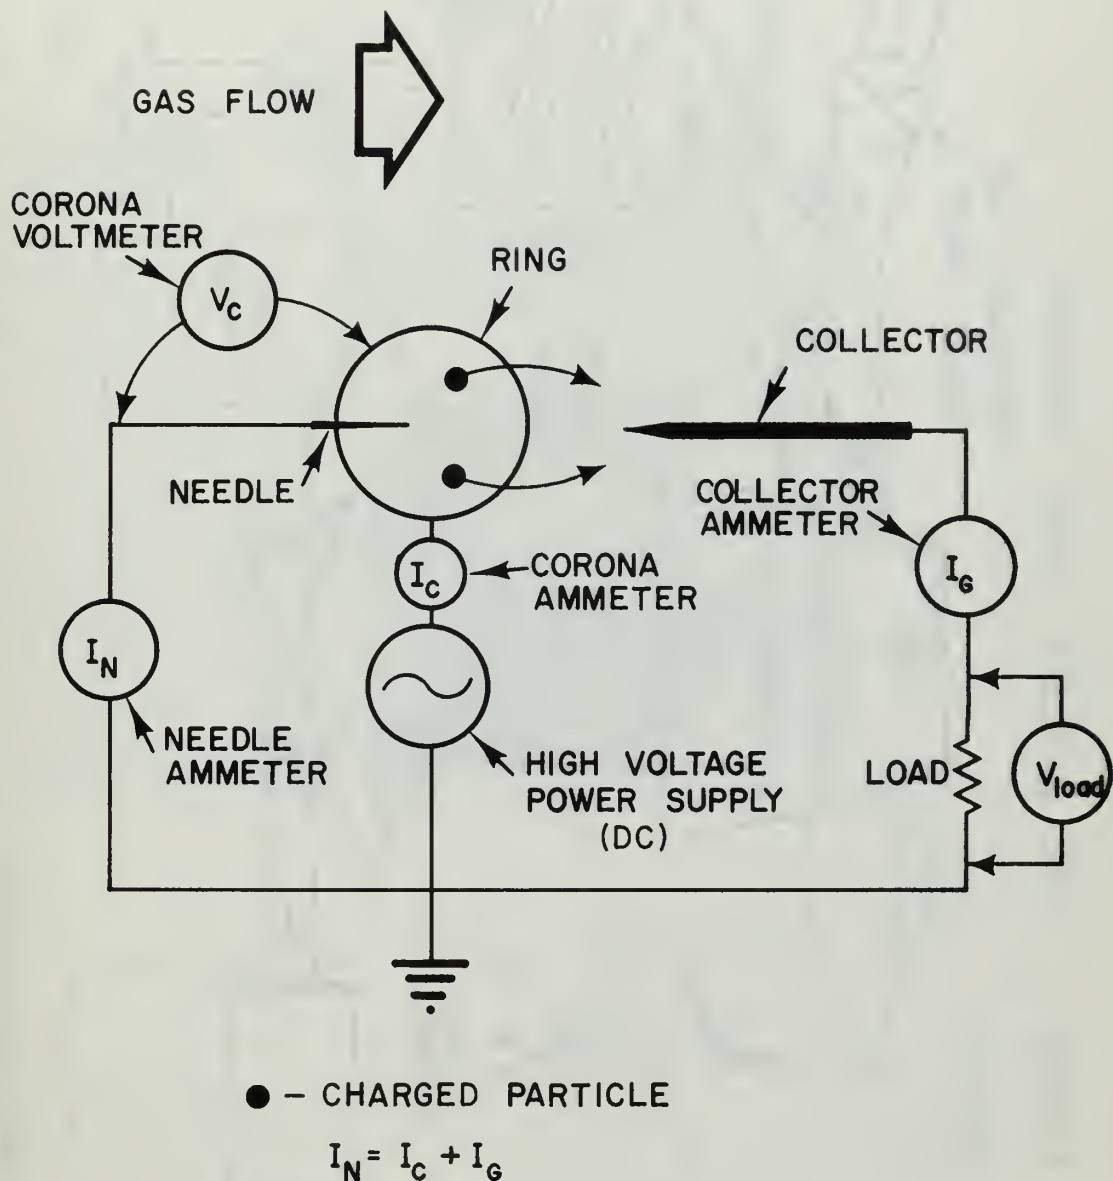 GAS FLOW
CORONA
VOLTMETER
V_C
RING
COLLECTOR
NEEDLE
COLLECTOR
AMMETER
I_C
CORONA
AMMETER
I_G
I_N
NEEDLE
AMMETER
HIGH VOLTAGE
POWER SUPPLY
(DC)
LOAD
V_load
● – CHARGED PARTICLE
I_N = I_C + I_G